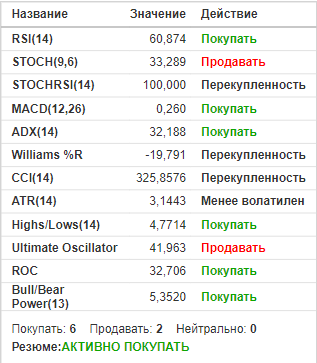 Название Значение Действие
RSI(14) 60,874 Покупать
STOCH(9,6) 33,289 Продавать
STOCHRSI(14) 100,000 Перекупленность
MACD(12,26) 0,260 Покупать
ADX(14) 32,188 Покупать
Williams %R -19,791 Перекупленность
CCI(14) 325,8576 Перекупленность
ATR(14) 3,1443 Менее волатилен
Highs/Lows(14) 4,7714 Покупать
Ultimate Oscillator 41,963 Продавать
ROC 32,706 Покупать
Bull/Bear
Power(13) 5,3520 Покупать
Покупать: 6 Продавать: 2 Нейтрально: 0
Резюме:АКТИВНО ПОКУПАТЬ